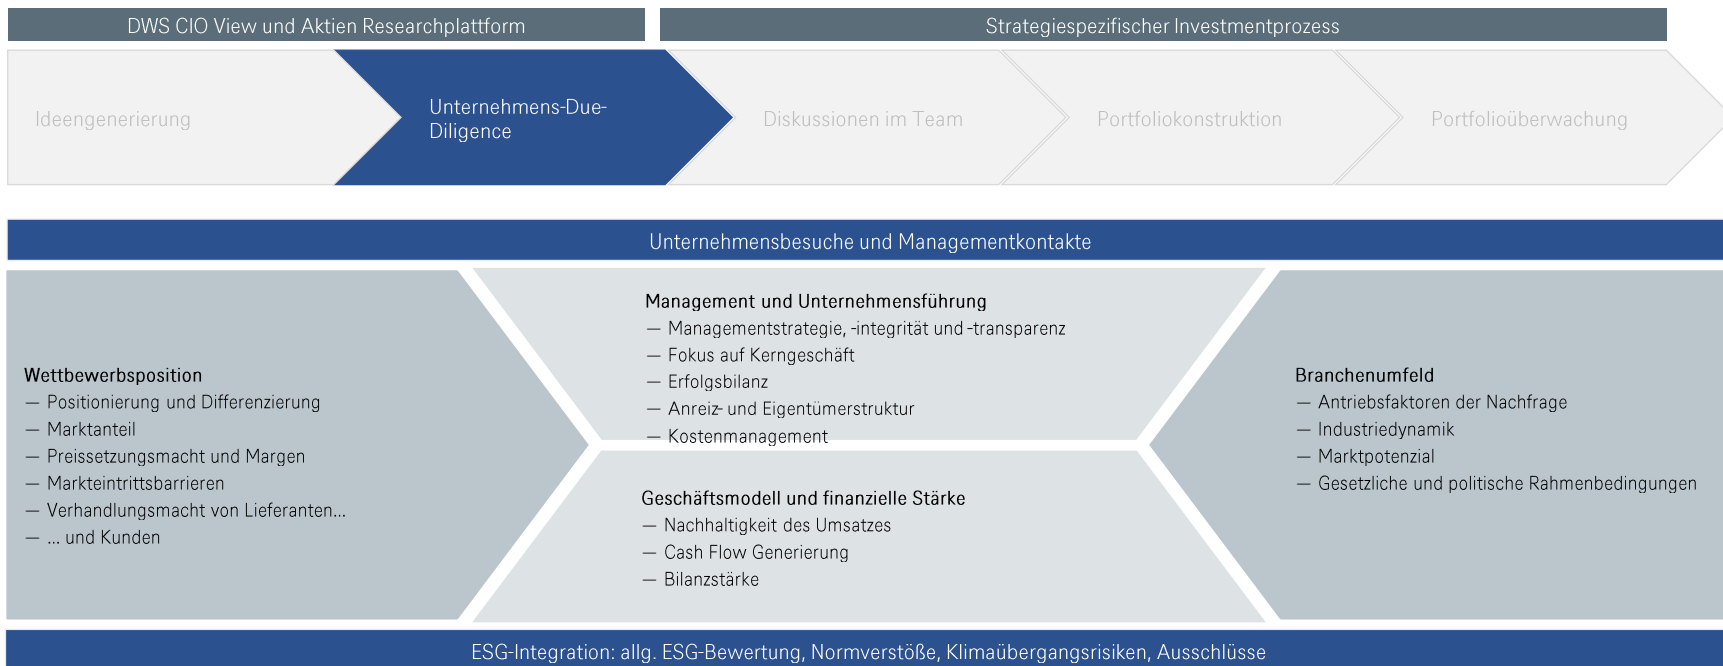 DWS CIO View und Aktien Researchplattform
Strategiespezifischer Investmentprozess
Ideengenerierung
Unternehmens-Due-
Diligence
Diskussionen im Team
Portfoliokonstruktion
Portfolioüberwachung
Unternehmensbesuche und Managementkontakte
Wettbewerbsposition
— Positionierung und Differenzierung
— Marktanteil
— Preissetzungsmacht und Margen
— Markteintrittsbarrieren
— Verhandlungsmacht von Lieferanten...
— ... und Kunden
Management und Unternehmensführung
— Managementstrategie, -integrität und -transparenz
— Fokus auf Kerngeschäft
— Erfolgsbilanz
— Anreiz- und Eigentümerstruktur
— Kostenmanagement
Geschäftsmodell und finanzielle Stärke
— Nachhaltigkeit des Umsatzes
— Cash Flow Generierung
— Bilanzstärke
Branchenumfeld
— Antriebsfaktoren der Nachfrage
— Industriedynamik
— Marktpotenzial
— Gesetzliche und politische Rahmenbedingungen
ESG-Integration: allg. ESG-Bewertung, Normverstöße, Klimaübergangsrisiken, Ausschlüsse